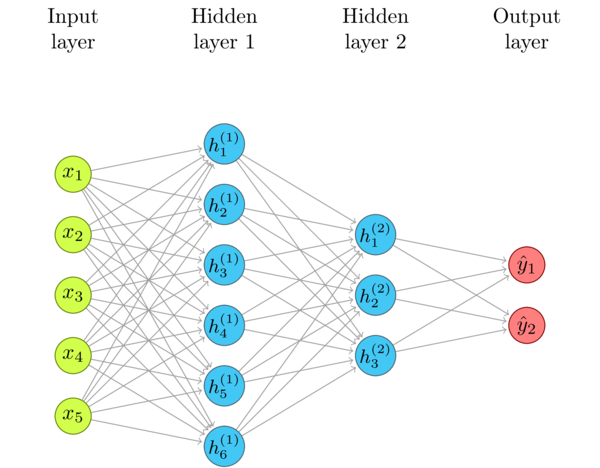 Input layer
Hidden layer 1
Hidden layer 2
Output layer
x₁
x₂
x₃
x₄
x₅
h₁⁽¹⁾
h₂⁽¹⁾
h₃⁽¹⁾
h₄⁽¹⁾
h₅⁽¹⁾
h₆⁽¹⁾
h₁⁽²⁾
h₂⁽²⁾
h₃⁽²⁾
ŷ₁
ŷ₂